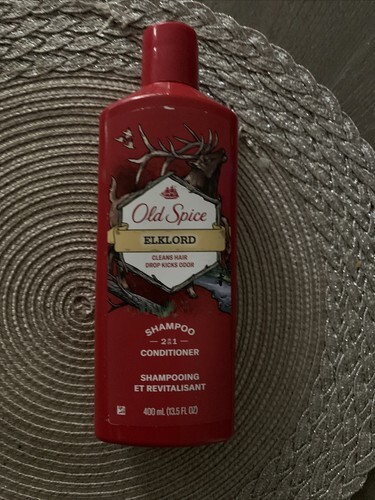 Old Spice
ELKLORD
CLEANS HAIR
DROP KICKS ODOR
SHAMPOO
2 IN 1
CONDITIONER
SHAMPOOING
ET REVITALISANT
400 mL (13.5 FL OZ)